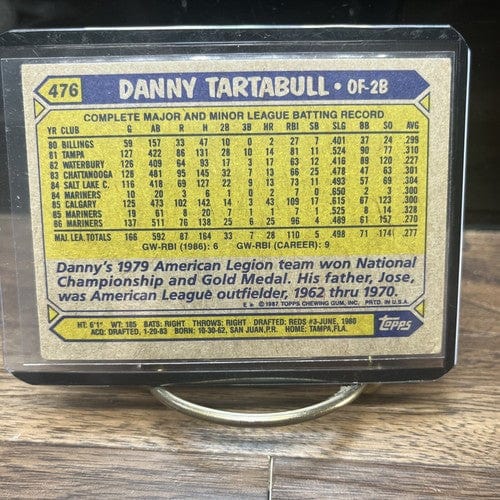 476 DANNY TARTABULL • OF-2B
COMPLETE MAJOR AND MINOR LEAGUE BATTING RECORD
YR CLUB G AB R H 2B 3B HR RBI SB SLG BB SO AVG
80 BILLINGS 59 157 33 47 10 0 2 27 7 .401 37 24 .299
81 TAMPA 127 422 86 131 28 10 14 81 11 .524 90 77 .310
82 WATERBURY 126 409 64 93 17 3 17 63 12 .416 89 120 .227
83 CHATTANOOGA 128 481 95 145 32 7 13 66 25 .478 47 63 .301
84 SALT LAKE C. 116 418 69 127 22 9 13 73 11 .493 57 69 .304
84 MARINERS 10 20 3 6 1 0 2 7 0 .650 2 3 .300
85 CALGARY 125 473 102 142 14 3 43 109 17 .615 67 123 .300
85 MARINERS 19 61 8 20 7 1 1 7 1 .525 8 14 .328
86 MARINERS 137 511 76 138 25 6 25 96 4 .489 61 157 .270
MAJ. LEA. TOTALS 166 592 87 164 33 7 28 110 5 .498 71 174 .277
GW-RBI (1986): 6 GW-RBI (CAREER): 9
Danny's 1979 American Legion team won National
Championship and Gold Medal. His father, Jose,
was American League outfielder, 1962 thru 1970.
© 1987 TOPPS CHEWING GUM, INC. PRTD. IN U.S.A.
HT: 6'1" WT: 185 BATS: RIGHT THROWS: RIGHT DRAFTED: REDS #3-JUNE, 1980
ACQ: DRAFTED, 1-20-83 BORN: 10-30-62, SAN JUAN, P.R. HOME: TAMPA, FLA.
topps